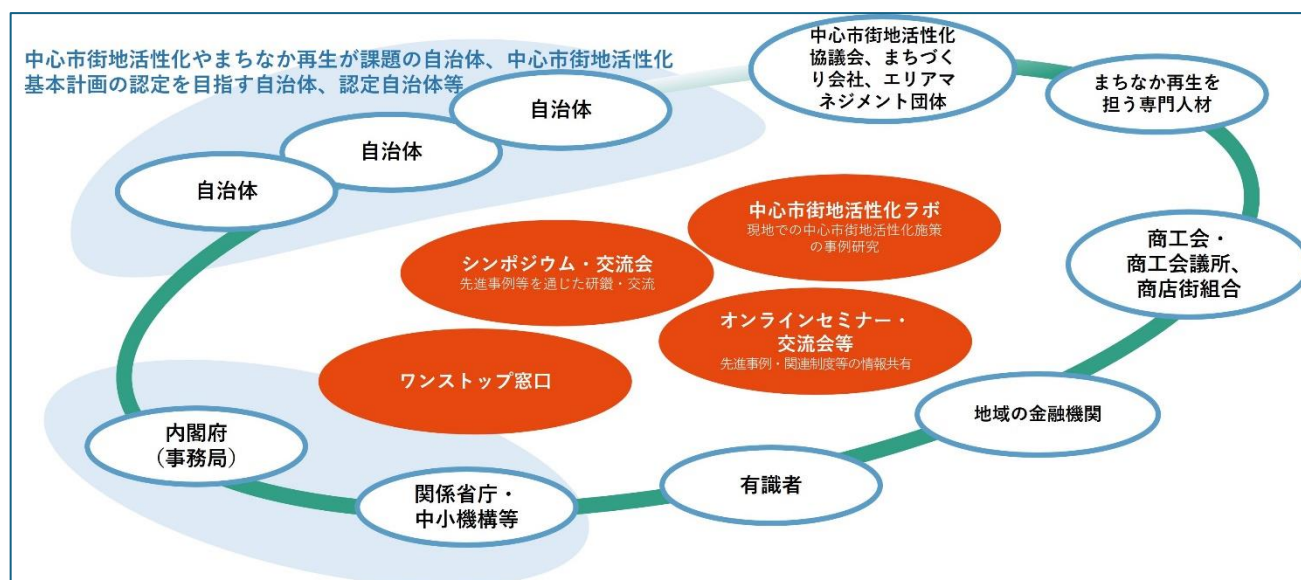 中心市街地活性化やまちなか再生が課題の自治体、中心市街地活性化
基本計画の認定を目指す自治体、認定自治体等
自治体
自治体
自治体
中心市街地活性化
協議会、まちづく
り会社、エリアマ
ネジメント団体
まちなか再生を
担う専門人材
商工会・
商工会議所、
商店街組合
地域の金融機関
有識者
関係省庁・
中小機構等
内閣府
（事務局）
中心市街地活性化ラボ
現地での中心市街地活性化施策
の事例研究
シンポジウム・交流会
先進事例等を通じた研鑽・交流
オンラインセミナー・
交流会等
先進事例・関連制度等の情報共有
ワンストップ窓口